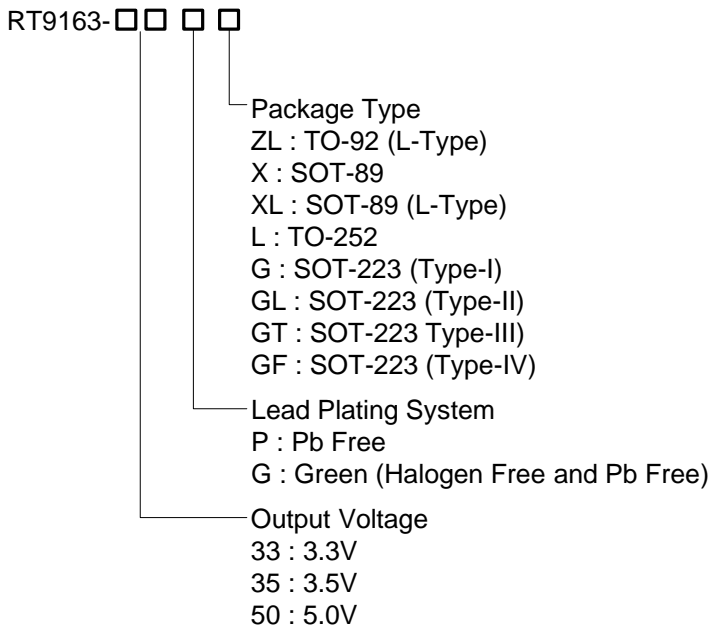 RT9163-
Package Type
ZL : TO-92 (L-Type)
X : SOT-89
XL : SOT-89 (L-Type)
L : TO-252
G : SOT-223 (Type-I)
GL : SOT-223 (Type-II)
GT : SOT-223 Type-III)
GF : SOT-223 (Type-IV)
Lead Plating System
P : Pb Free
G : Green (Halogen Free and Pb Free)
Output Voltage
33 : 3.3V
35 : 3.5V
50 : 5.0V